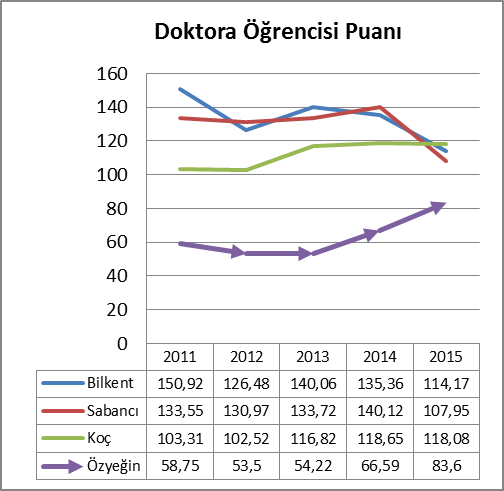 Doktora Öğrencisi Puanı
160
140
120
100
80
60
40
20
0
2011 2012 2013 2014 2015
Bilkent 150,92 126,48 140,06 135,36 114,17
Sabancı 133,55 130,97 133,72 140,12 107,95
Koç 103,31 102,52 116,82 118,65 118,08
Özyeğin 58,75 53,5 54,22 66,59 83,6